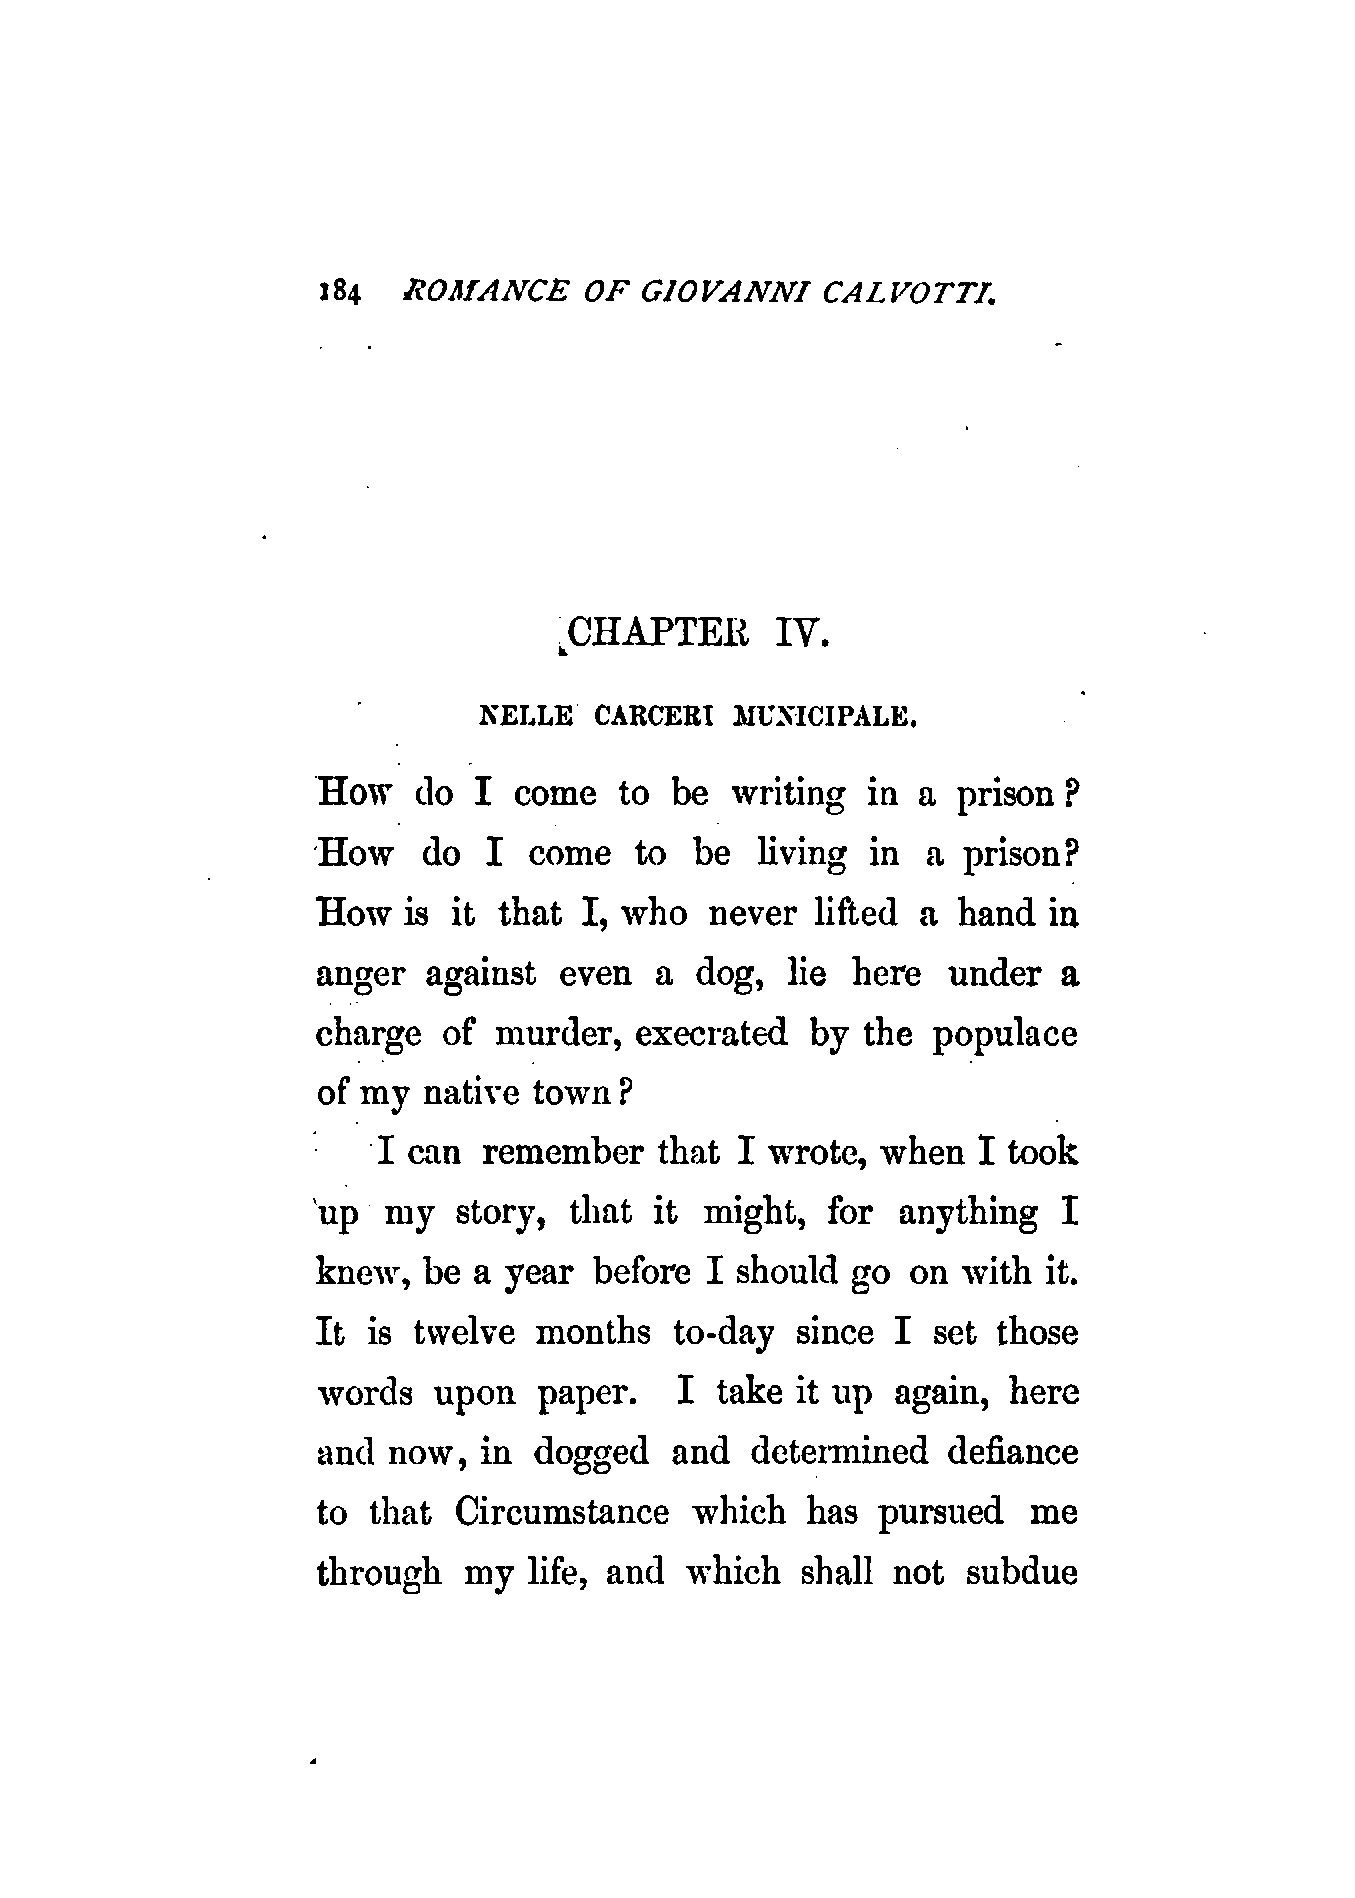 184 ROMANCE OF GIOVANNI CALVOTTI.
CHAPTER IV.
NELLE CARCERI MUNICIPALE.
How do I come to be writing in a prison?
How do I come to be living in a prison?
How is it that I, who never lifted a hand in
anger against even a dog, lie here under a
charge of murder, execrated by the populace
of my native town?
I can remember that I wrote, when I took
up my story, that it might, for anything I
knew, be a year before I should go on with it.
It is twelve months to-day since I set those
words upon paper. I take it up again, here
and now, in dogged and determined defiance
to that Circumstance which has pursued me
through my life, and which shall not subdue